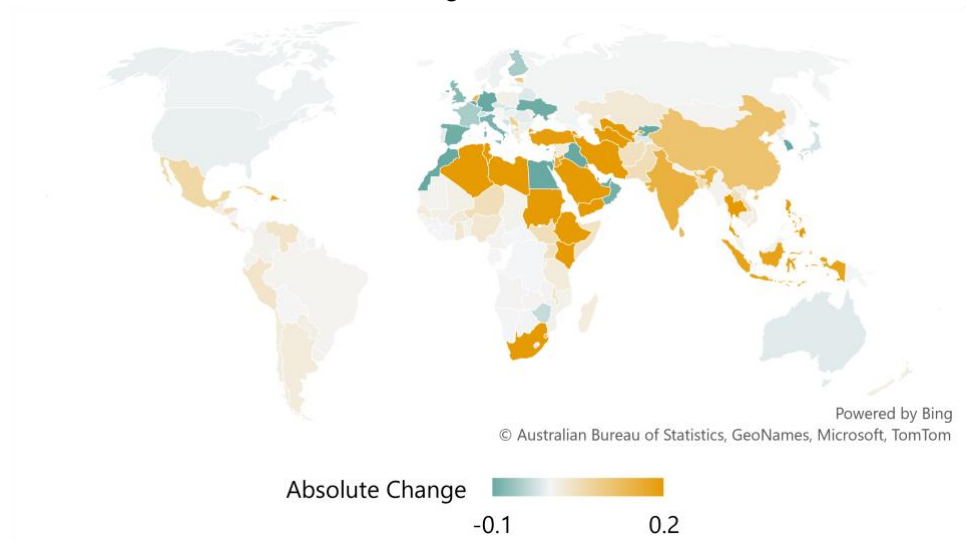 Powered by Bing
© Australian Bureau of Statistics, GeoNames, Microsoft, TomTom
Absolute Change
-0.1 0.2